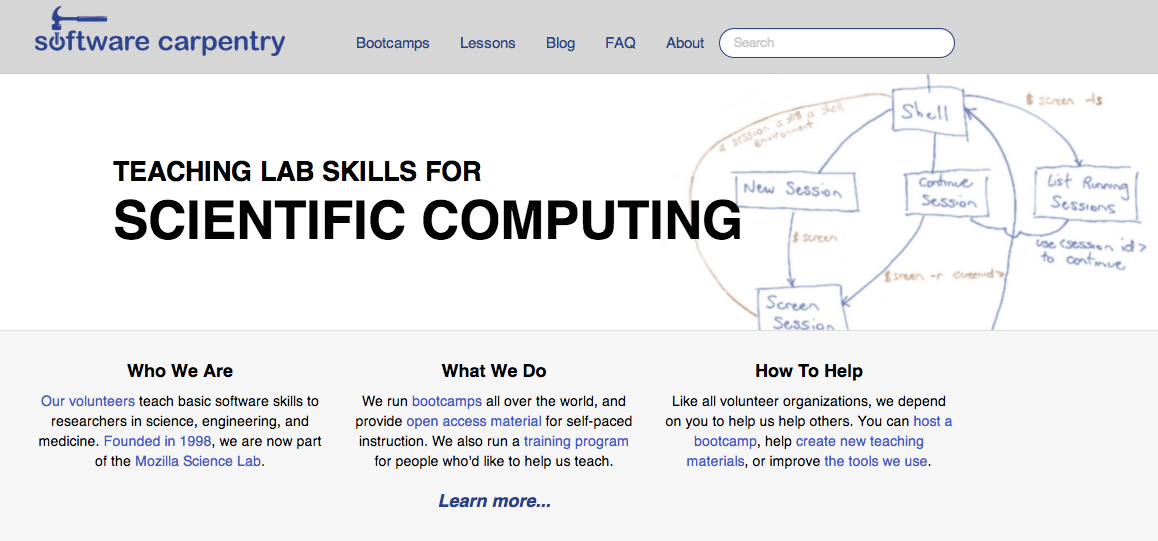 software carpentry
Bootcamps Lessons Blog FAQ About Search
TEACHING LAB SKILLS FOR
SCIENTIFIC COMPUTING
Shell
$ screen -ls
a session is still a shell
environment
New Session
Continue
Session
List Running
Sessions
$ screen
use <session id>
to continue
$ screen -r
Screen
Session
Who We Are
Our volunteers teach basic software skills to
researchers in science, engineering, and
medicine. Founded in 1998, we are now part
of the Mozilla Science Lab.
What We Do
We run bootcamps all over the world, and
provide open access material for self-paced
instruction. We also run a training program
for people who'd like to help us teach.
Learn more...
How To Help
Like all volunteer organizations, we depend
on you to help us help others. You can host a
bootcamp, help create new teaching
materials, or improve the tools we use.